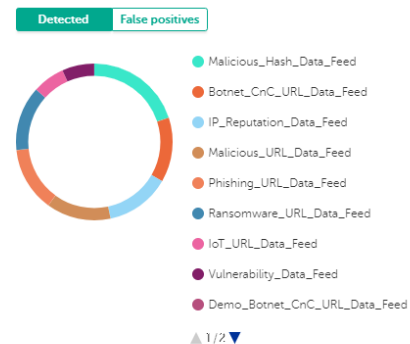 Detected False positives
Malicious_Hash_Data_Feed
Botnet_CnC_URL_Data_Feed
IP_Reputation_Data_Feed
Malicious_URL_Data_Feed
Phishing_URL_Data_Feed
Ransomware_URL_Data_Feed
IoT_URL_Data_Feed
Vulnerability_Data_Feed
Demo_Botnet_CnC_URL_Data_Feed
1/2